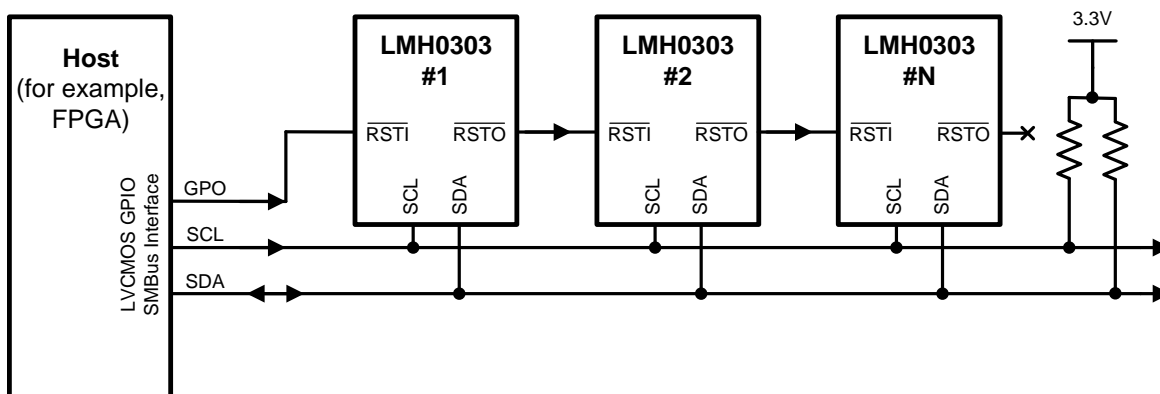 Host
(for example,
FPGA)
LVCMOS GPIO
SMBus Interface
GPO
SCL
SDA
LMH0303
#1
RSTI
RSTO
SCL
SDA
LMH0303
#2
RSTI
RSTO
SCL
SDA
LMH0303
#N
RSTI
RSTO
SCL
SDA
3.3V